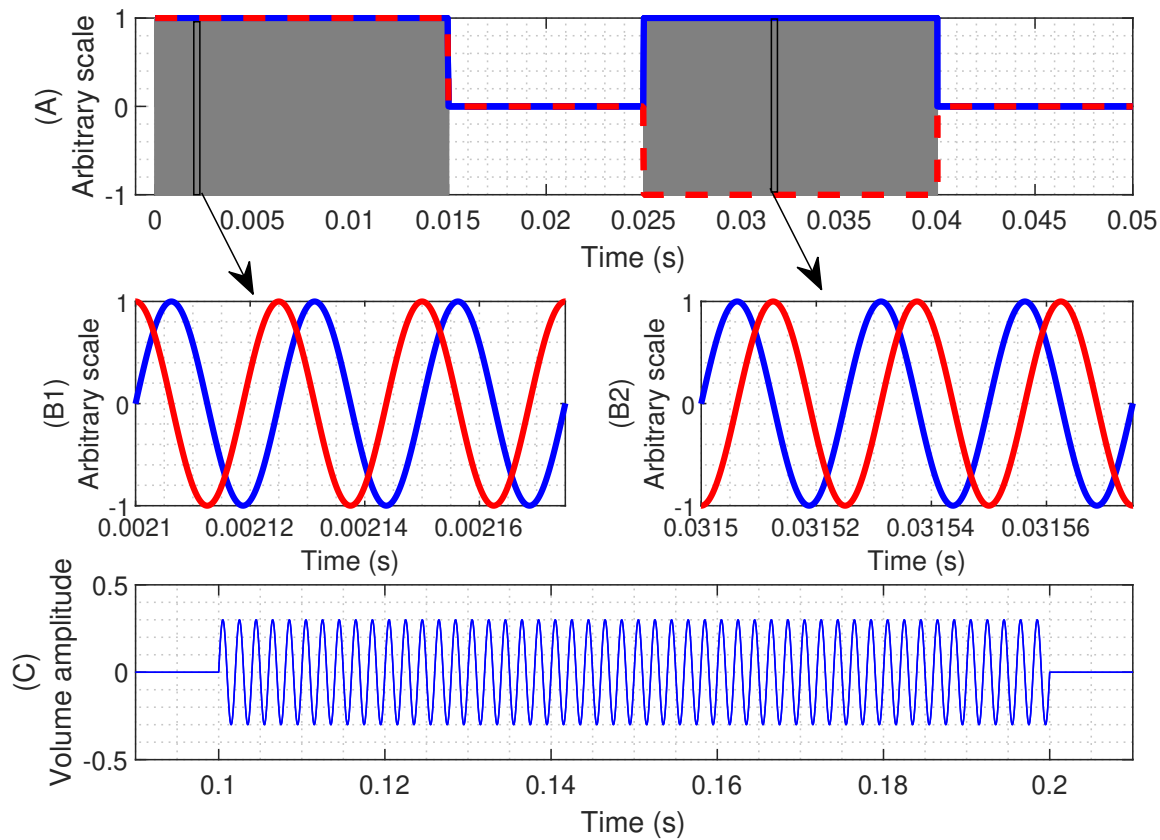 (A)
Arbitrary scale
1
0
-1
0 0.005 0.01 0.015 0.02 0.025 0.03 0.035 0.04 0.045 0.05
Time (s)
(B1)
Arbitrary scale
1
0
-1
0.0021 0.00212 0.00214 0.00216
Time (s)
(B2)
Arbitrary scale
1
0
-1
0.0315 0.03152 0.03154 0.03156
Time (s)
(C)
Volume amplitude
0.5
0
-0.5
0.1 0.12 0.14 0.16 0.18 0.2
Time (s)